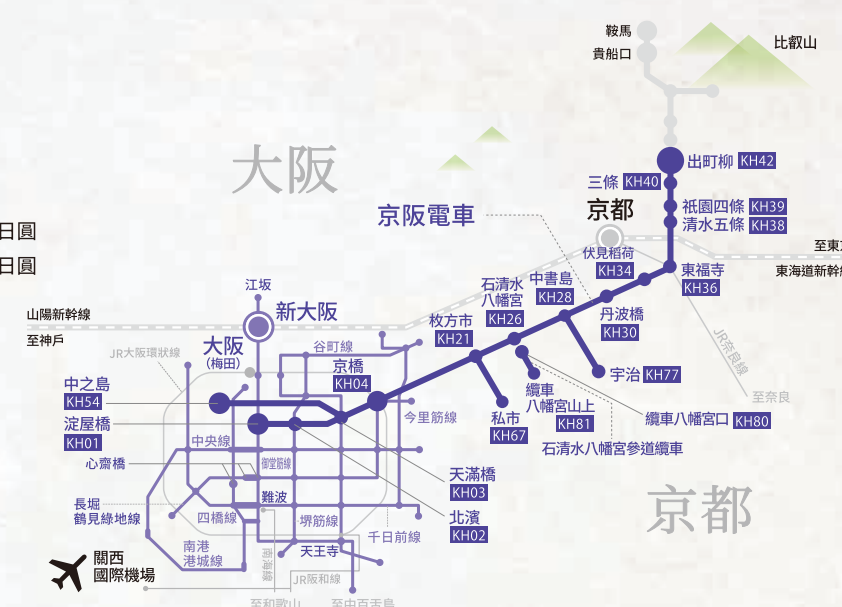 鞍馬
貴船口
比叡山
大阪
出町柳 KH42
三條 KH40
京都
祇園四條 KH39
清水五條 KH38
京阪電車
日圓
日圓
伏見稻荷
KH34
東福寺
KH36
東海道新幹
江坂
新大阪
山陽新幹線
至神戶
石清水
八幡宮
KH26
中書島
KH28
丹波橋
KH30
枚方市
KH21
JR奈良線
至奈良
宇治 KH77
大阪
(梅田)
谷町線
JR大阪環狀線
京橋
KH04
中之島
KH54
淀屋橋
KH01
今里筋線
私市
KH67
纜車
八幡宮山上
KH81
纜車八幡宮口 KH80
石清水八幡宮參道纜車
中央線
心齋橋
御堂筋線
天滿橋
KH03
北濱
KH02
長堀
鶴見綠地線
四橋線
難波
堺筋線
千日前線
南港
港城線
天王寺
南海線
JR阪和線
關西
國際機場
京都
至和歌山
至中百舌鳥